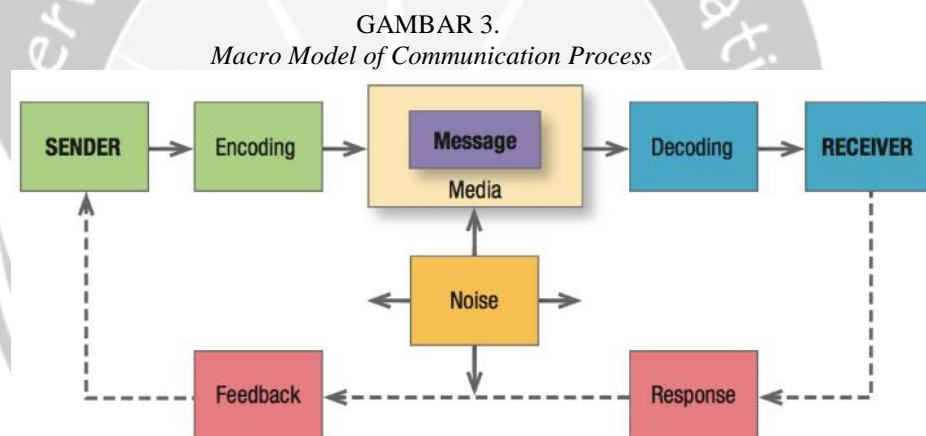 GAMBAR 3.
Macro Model of Communication Process
SENDER
Encoding
Message
Media
Decoding
RECEIVER
Noise
Feedback
Response